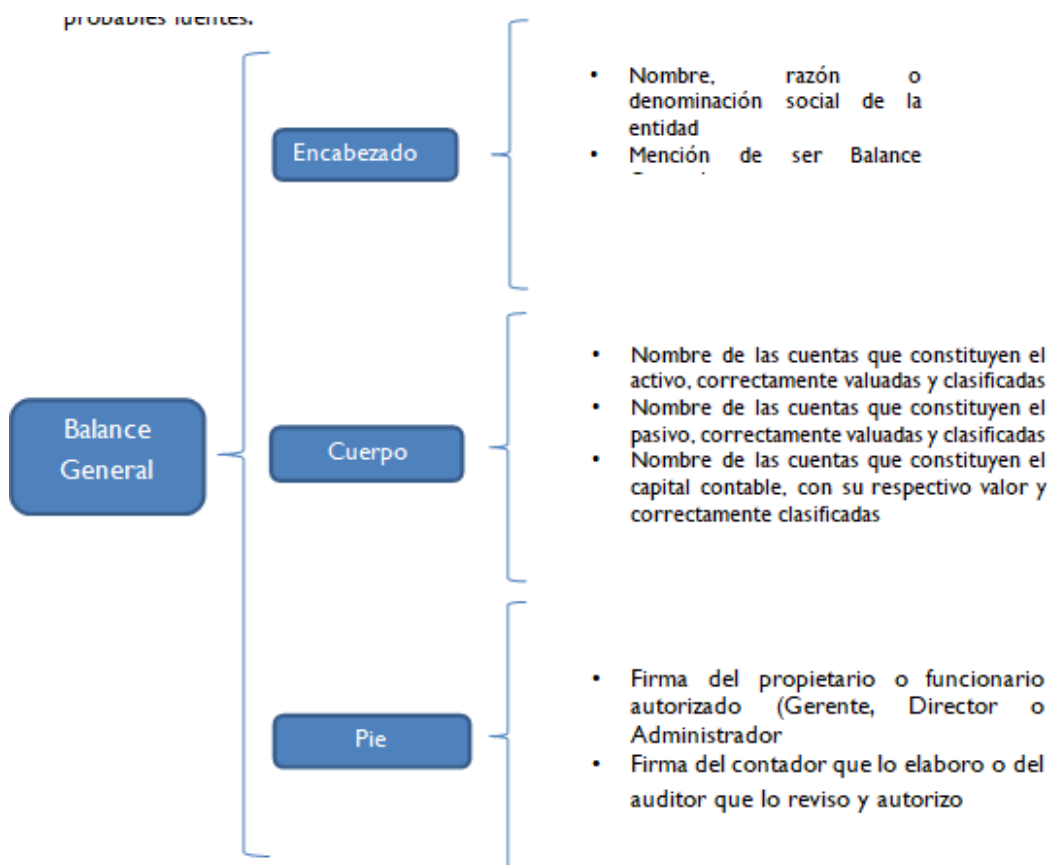 probables fuentes.
• Nombre, razón o
denominación social de la
entidad
• Mención de ser Balance
Encabezado
• Nombre de las cuentas que constituyen el
activo, correctamente valuadas y clasificadas
• Nombre de las cuentas que constituyen el
pasivo, correctamente valuadas y clasificadas
• Nombre de las cuentas que constituyen el
capital contable, con su respectivo valor y
correctamente clasificadas
Balance
General
Cuerpo
• Firma del propietario o funcionario
autorizado (Gerente, Director o
Administrador
• Firma del contador que lo elaboro o del
auditor que lo reviso y autorizo
Pie